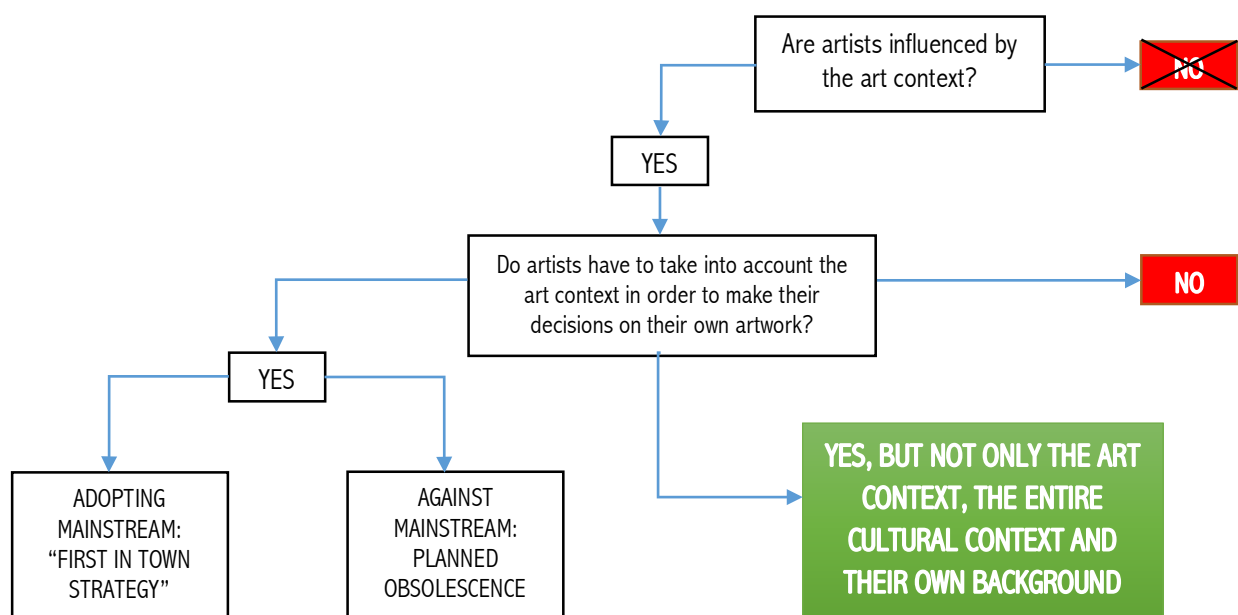 Are artists influenced by
the art context?
NO
YES
Do artists have to take into account the
art context in order to make their
decisions on their own artwork?
NO
YES
ADOPTING
MAINSTREAM:
“FIRST IN TOWN
STRATEGY”
AGAINST
MAINSTREAM:
PLANNED
OBSOLESCENCE
YES, BUT NOT ONLY THE ART
CONTEXT, THE ENTIRE
CULTURAL CONTEXT AND
THEIR OWN BACKGROUND